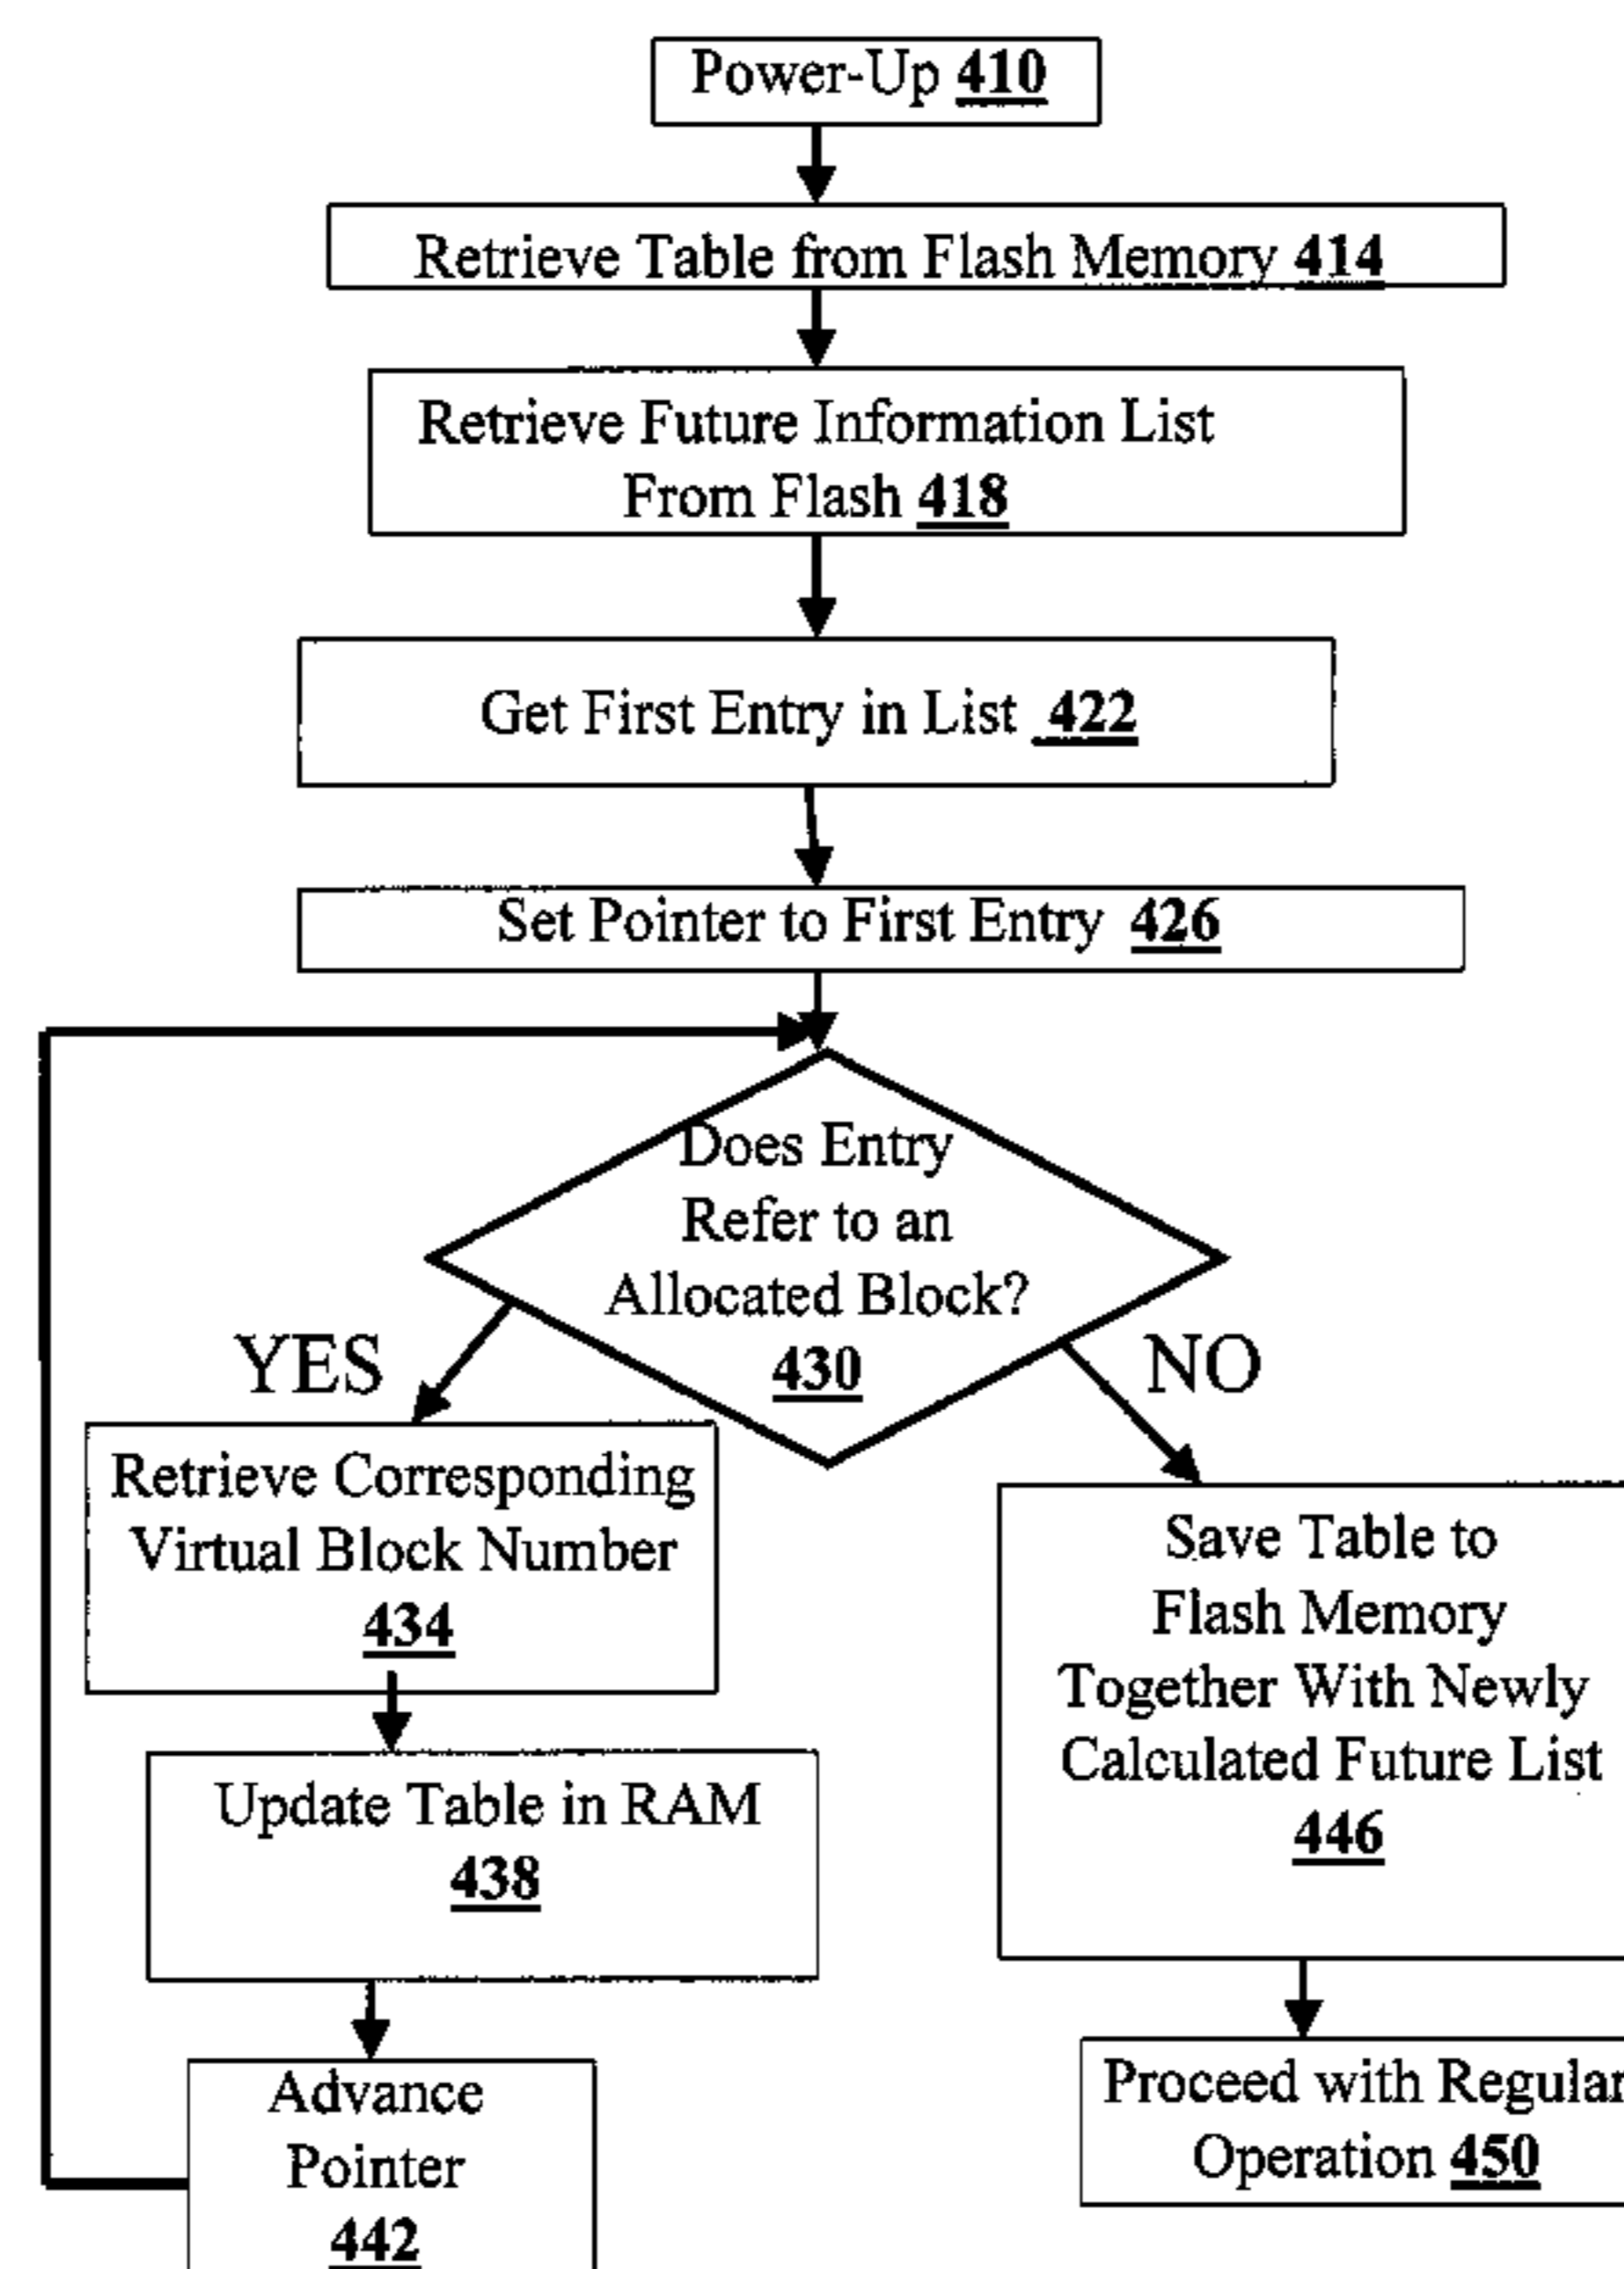 Power-Up 410
Retrieve Table from Flash Memory 414
Retrieve Future Information List
From Flash 418
Get First Entry in List 422
Set Pointer to First Entry 426
Does Entry
Refer to an
Allocated Block?
430
YES
NO
Retrieve Corresponding
Virtual Block Number
434
Update Table in RAM
438
Advance
Pointer
442
Save Table to
Flash Memory
Together With Newly
Calculated Future List
446
Proceed with Regular
Operation 450